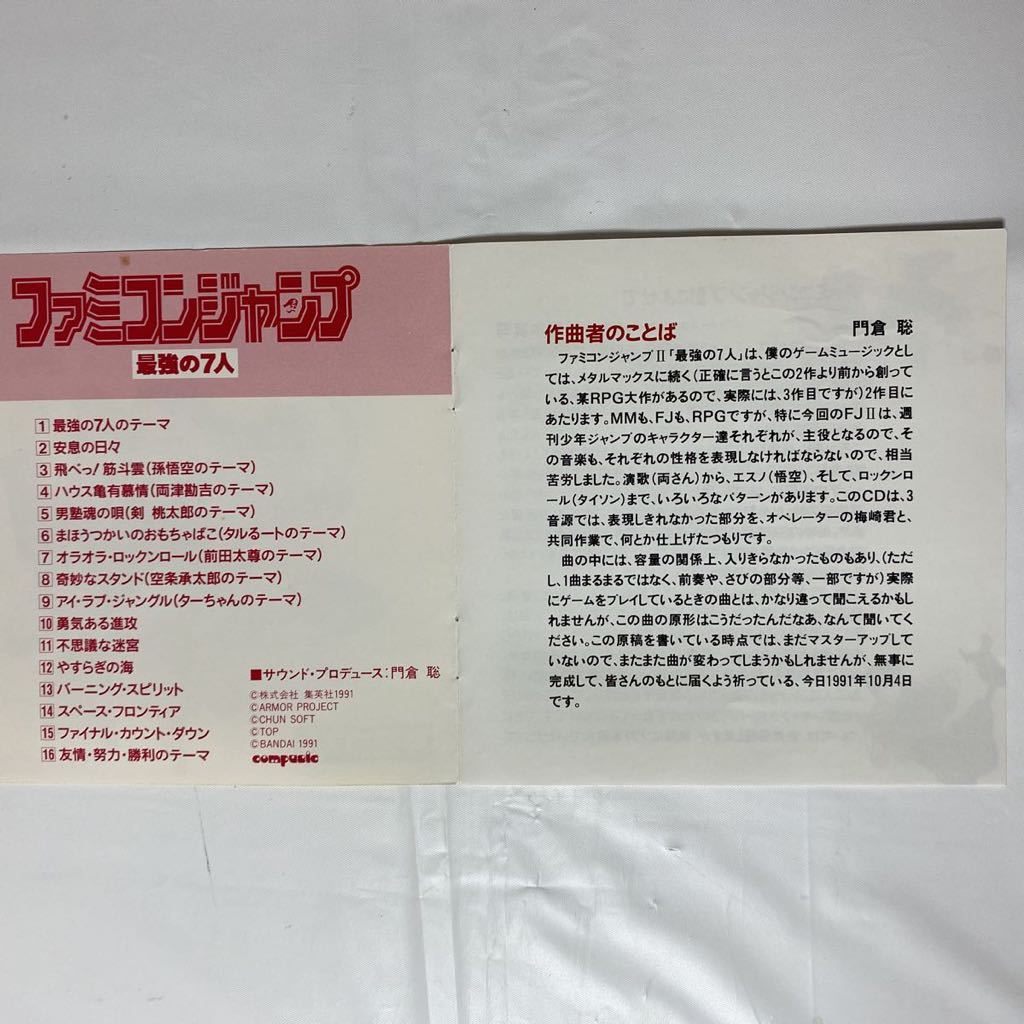 ファミコンジャンプ
最強の7人
1 最強の7人のテーマ
2 安息の日々
3 飛べっ!筋斗雲(孫悟空のテーマ)
4 ハウス亀有慕情(両津勘吉のテーマ)
5 男塾魂の唄(剣 桃太郎のテーマ)
6 まほうつかいのおもちゃばこ(タルるートのテーマ)
7 オラオラ・ロックンロール(前田太尊のテーマ)
8 奇妙なスタンド(空条承太郎のテーマ)
9 アイ・ラブ・ジャングル(ターちゃんのテーマ)
10 勇気ある進攻
11 不思議な迷宮
12 やすらぎの海
13 バーニング・スピリット
14 スペース・フロンティア
15 ファイナル・カウント・ダウン
16 友情・努力・勝利のテーマ
■サウンド・プロデュース:門倉 聡
©株式会社 集英社1991
©ARMOR PROJECT
©CHUN SOFT
©TOP
©BANDAI 1991
compusic
作曲者のことば 門倉 聡
ファミコンジャンプⅡ「最強の7人」は、僕のゲームミュージックとし
ては、メタルマックスに続く(正確に言うとこの2作より前から創って
いる、某RPG大作があるので、実際には、3作目ですが)2作目に
あたります。MMも、FJも、RPGですが、特に今回のFJⅡは、週
刊少年ジャンプのキャラクター達それぞれが、主役となるので、そ
の音楽も、それぞれの性格を表現しなければならないので、相当
苦労しました。演歌(両さん)から、エスノ(悟空)、そして、ロックンロ
ール(タイソン)まで、いろいろなパターンがあります。このCDは、3
音源では、表現しきれなかった部分を、オペレーターの梅崎君と、
共同作業で、何とか仕上げたつもりです。
曲の中には、容量の関係上、入りきらなかったものもあり、(ただ
し、1曲まるまるではなく、前奏や、さびの部分等、一部ですが)実際
にゲームをプレイしているときの曲とは、かなり違って聞こえるかもし
れませんが、この曲の原形はこうだったんだなあ、なんて聞いてく
ださい。この原稿を書いている時点では、まだマスターアップして
いないので、またまた曲が変わってしまうかもしれませんが、無事に
完成して、皆さんのもとに届くよう祈っている、今日1991年10月4日
です。